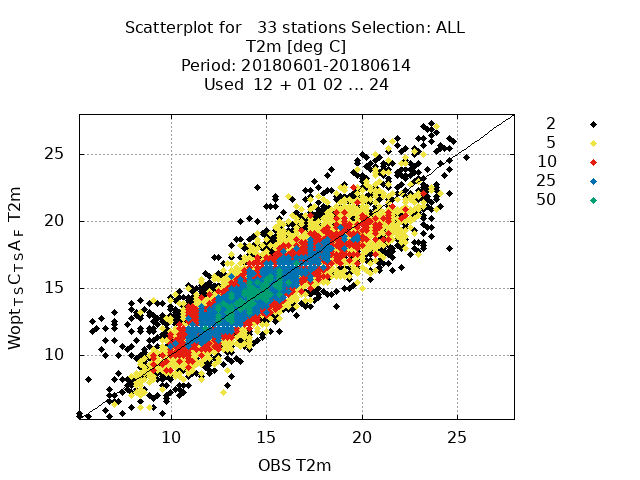 Scatterplot for   33 stations Selection: ALL
T2m [deg C]
Period: 20180601-20180614
Used  12 + 01 02 ... 24
2
5
10
25
50
25
20
15
10
Wopt_TSC_TSA_F T2m
10 15 20 25
OBS T2m